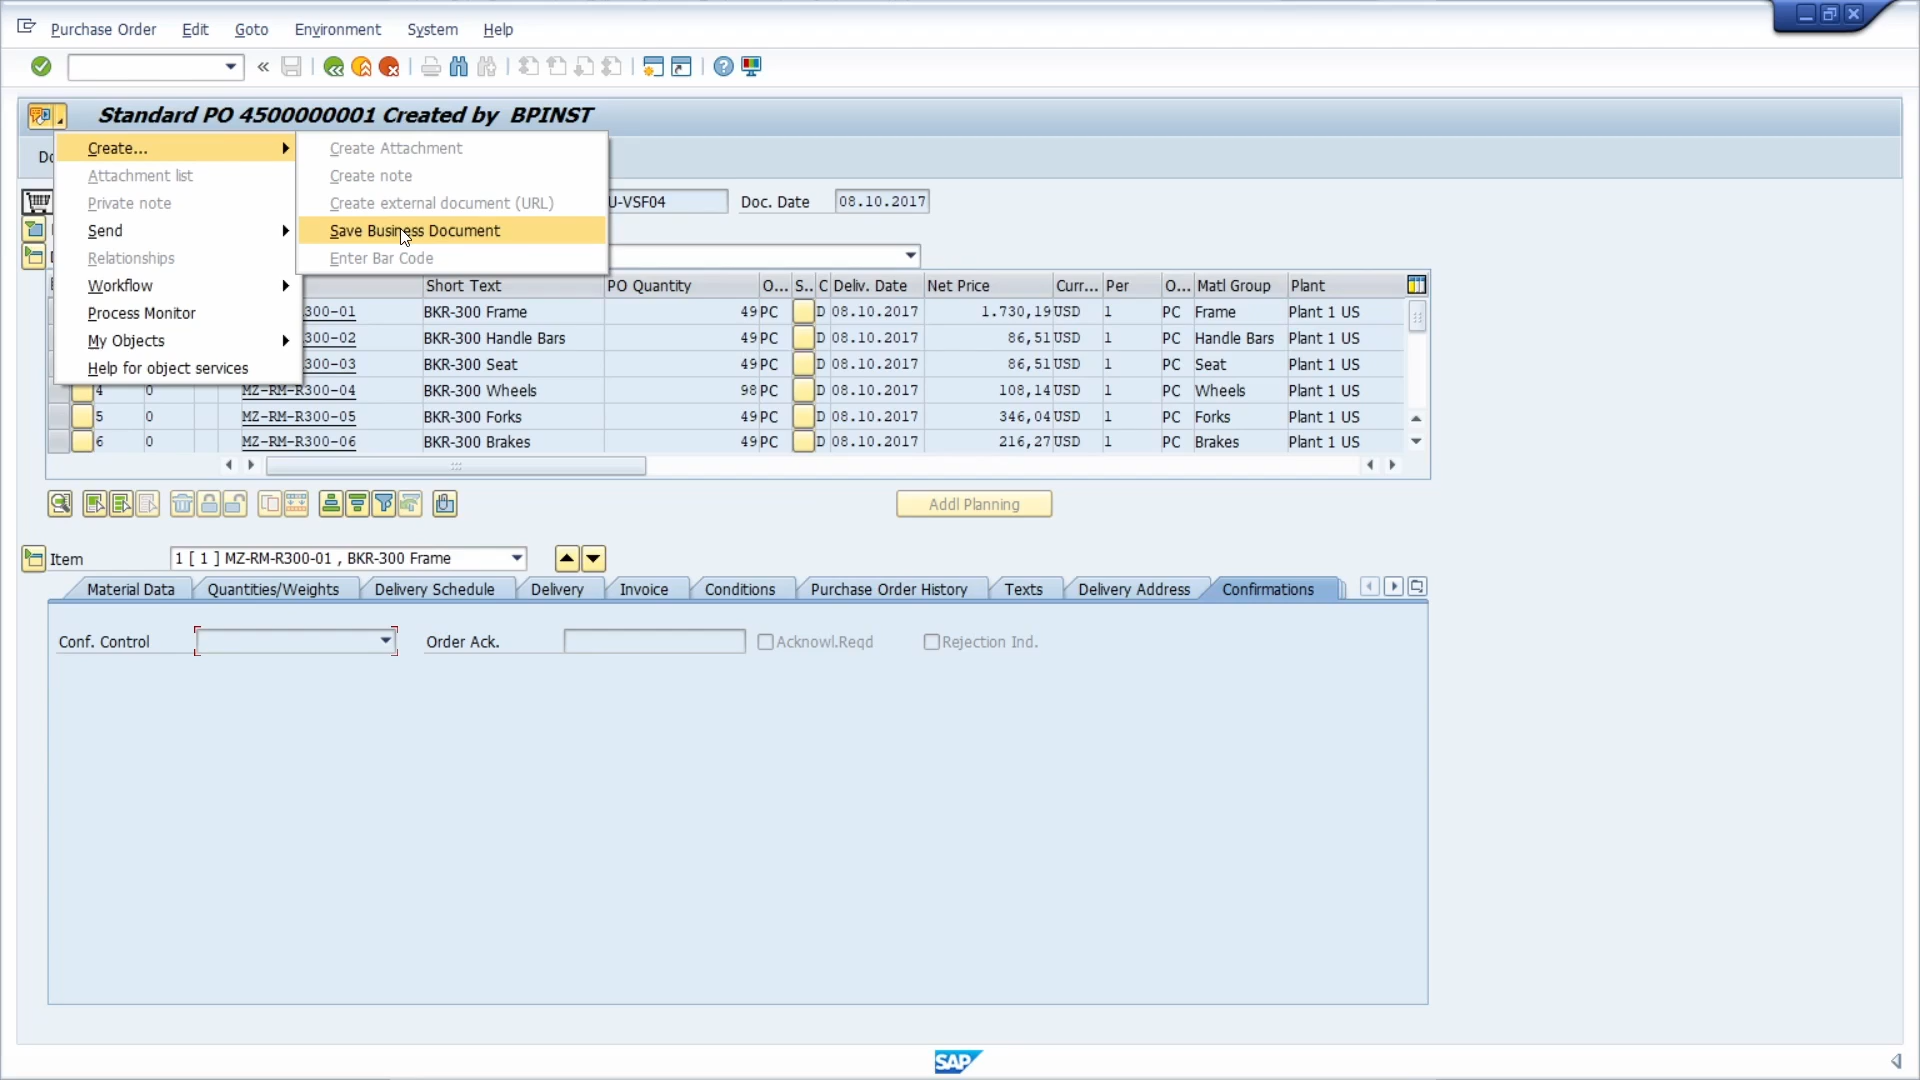 Purchase Order Edit Goto Environment System Help
Standard PO 4500000001 Created by BPINST
Create...
Attachment list
Private note
Send
Relationships
Workflow
Process Monitor
My Objects
Help for object services
Create Attachment
Create note
Create external document (URL)
Save Business Document
Enter Bar Code
U-VSF04 Doc. Date 08.10.2017
Short Text PO Quantity O... S.. C Deliv. Date Net Price Curr... Per O... Matl Group Plant
300-01 BKR-300 Frame 49 PC D 08.10.2017 1.730,19 USD 1 PC Frame Plant 1 US
300-02 BKR-300 Handle Bars 49 PC D 08.10.2017 86,51 USD 1 PC Handle Bars Plant 1 US
300-03 BKR-300 Seat 49 PC D 08.10.2017 86,51 USD 1 PC Seat Plant 1 US
4 0 MZ-RM-R300-04 BKR-300 Wheels 98 PC D 08.10.2017 108,14 USD 1 PC Wheels Plant 1 US
5 0 MZ-RM-R300-05 BKR-300 Forks 49 PC D 08.10.2017 346,04 USD 1 PC Forks Plant 1 US
6 0 MZ-RM-R300-06 BKR-300 Brakes 49 PC D 08.10.2017 216,27 USD 1 PC Brakes Plant 1 US
Addl Planning
Item 1 [ 1 ] MZ-RM-R300-01 , BKR-300 Frame
Material Data Quantities/Weights Delivery Schedule Delivery Invoice Conditions Purchase Order History Texts Delivery Address Confirmations
Conf. Control Order Ack. Acknowl.Reqd Rejection Ind.
SAP